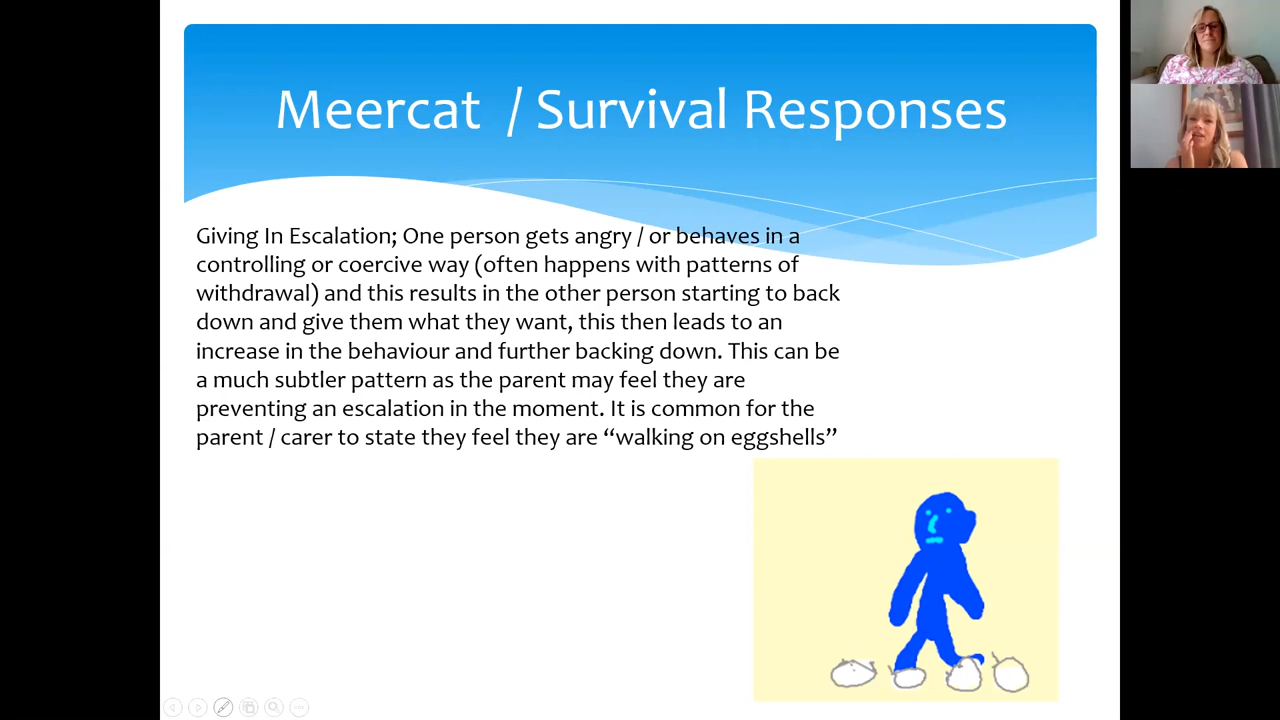 Meercat / Survival Responses
Giving In Escalation; One person gets angry / or behaves in a
controlling or coercive way (often happens with patterns of
withdrawal) and this results in the other person starting to back
down and give them what they want, this then leads to an
increase in the behaviour and further backing down. This can be
a much subtler pattern as the parent may feel they are
preventing an escalation in the moment. It is common for the
parent / carer to state they feel they are “walking on eggshells”